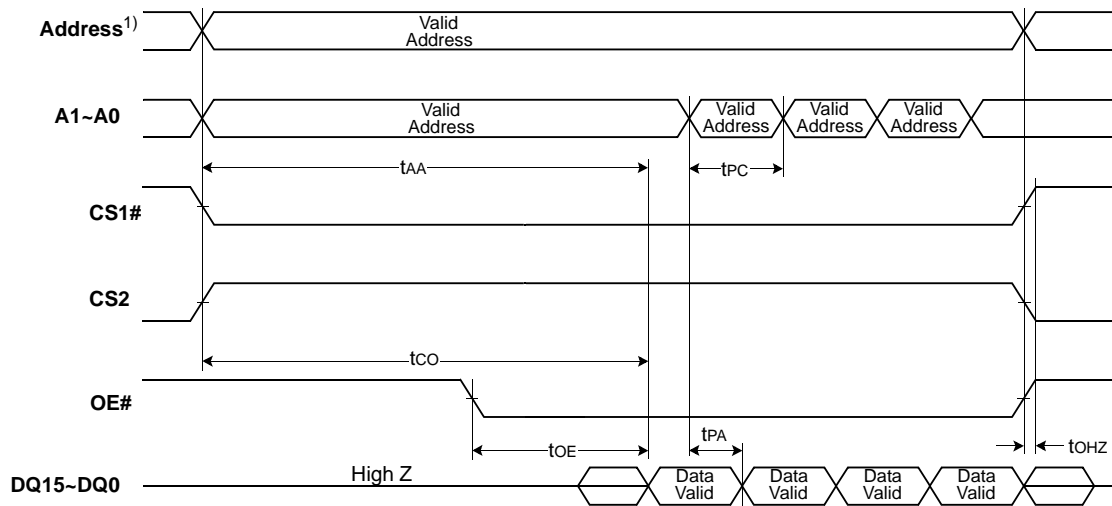 Address1)
Valid
Address
A1~A0
Valid
Address
Valid
Address
Valid
Address
Valid
Address
tAA
tPC
CS1#
CS2
tCO
OE#
tOE
tPA
tOHZ
DQ15~DQ0
High Z
Data
Valid
Data
Valid
Data
Valid
Data
Valid